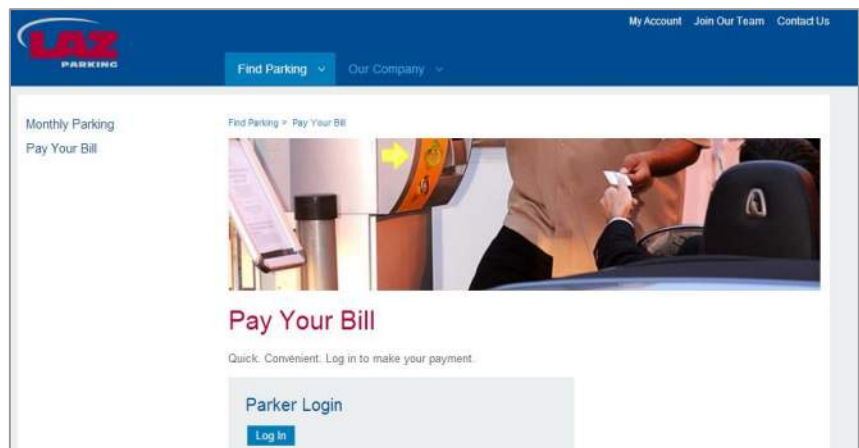 My Account Join Our Team Contact Us
LAZ
PARKING
Find Parking Our Company
Monthly Parking
Pay Your Bill
Find Parking > Pay Your Bill
Pay Your Bill
Quick. Convenient. Log in to make your payment.
Parker Login
Log In